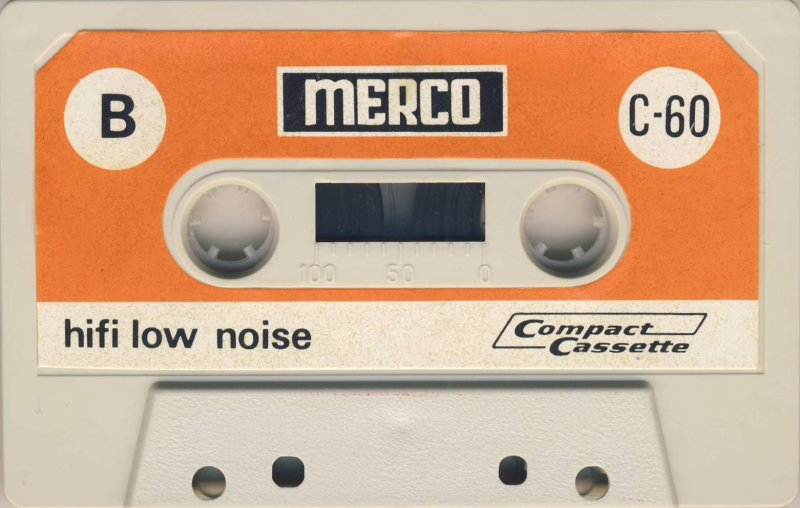 B
MERCO
C-60
100 50 0
hifi low noise
Compact
Cassette